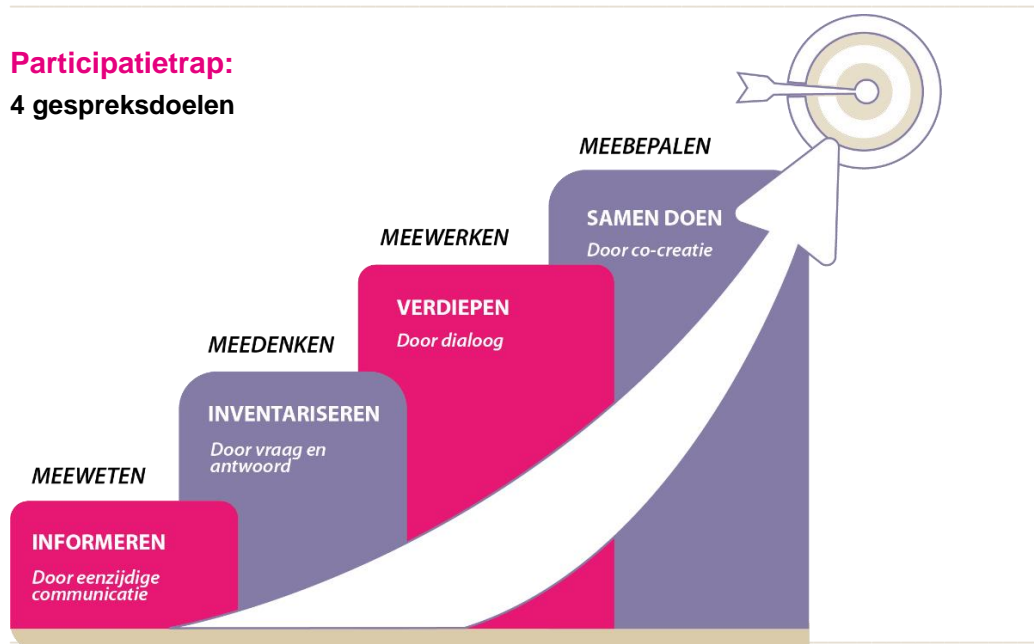 Participatietrap:
4 gespreksdoelen
MEEBEPALEN
SAMEN DOEN
Door co-creatie
MEEWERKEN
VERDIEPEN
Door dialoog
MEEDENKEN
INVENTARISEREN
Door vraag en
antwoord
MEEWETEN
INFORMEREN
Door eenzijdige
communicatie